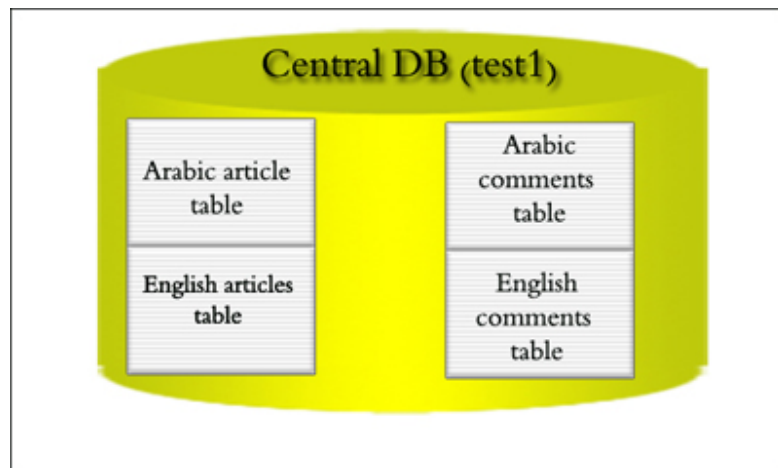 Central DB (test1)
Arabic article
table
English articles
table
Arabic
comments
table
English
comments
table